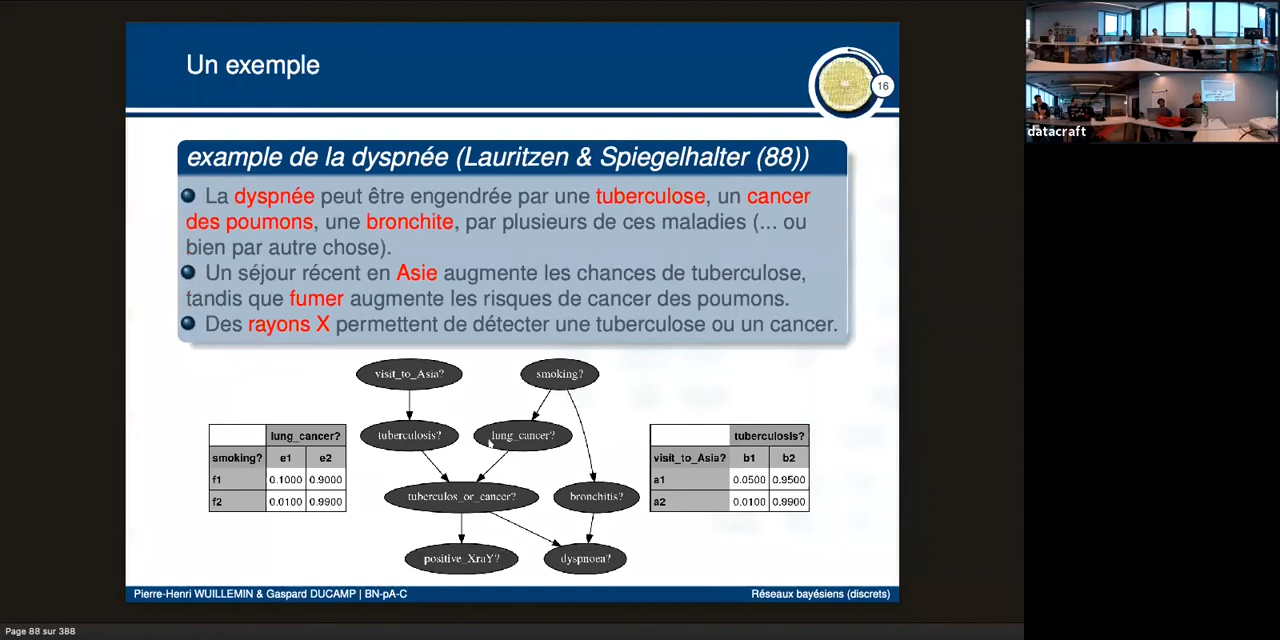 Un exemple
16
example de la dyspnée (Lauritzen & Spiegelhalter (88))
La dyspnée peut être engendrée par une tuberculose, un cancer
des poumons, une bronchite, par plusieurs de ces maladies (... ou
bien par autre chose).
Un séjour récent en Asie augmente les chances de tuberculose,
tandis que fumer augmente les risques de cancer des poumons.
Des rayons X permettent de détecter une tuberculose ou un cancer.
visit_to_Asia?
smoking?
tuberculosis?
lung_cancer?
tuberculos_or_cancer?
bronchitis?
positive_XraY?
dyspnoea?
lung_cancer?
smoking? e1 e2
f1 0.1000 0.9000
f2 0.0100 0.9900
tuberculosis?
visit_to_Asia? b1 b2
a1 0.0500 0.9500
a2 0.0100 0.9900
Pierre-Henri WUILLEMIN & Gaspard DUCAMP | BN-pA-C
Réseaux bayésiens (discrets)
Page 88 sur 388
datacraft